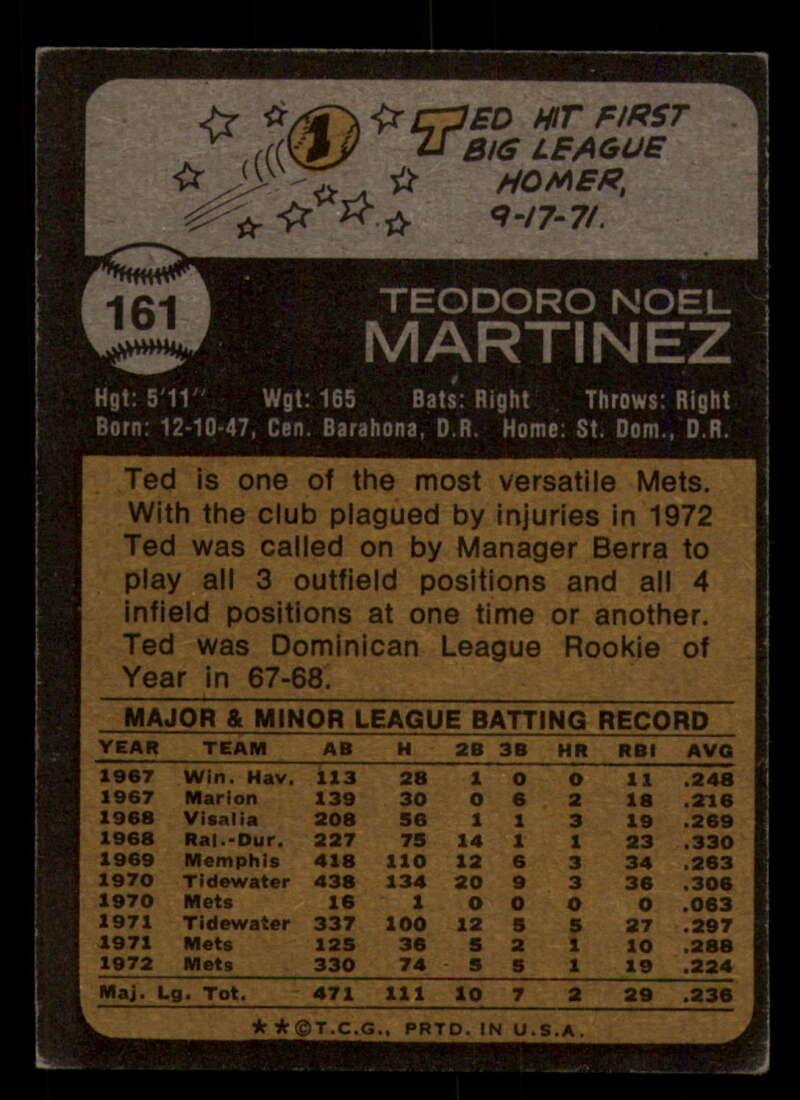 1
TED HIT FIRST
BIG LEAGUE
HOMER,
9-17-71.
161
TEODORO NOEL
MARTINEZ
Hgt: 5'11" Wgt: 165 Bats: Right Throws: Right
Born: 12-10-47, Cen. Barahona, D.R. Home: St. Dom., D.R.
Ted is one of the most versatile Mets.
With the club plagued by injuries in 1972
Ted was called on by Manager Berra to
play all 3 outfield positions and all 4
infield positions at one time or another.
Ted was Dominican League Rookie of
Year in 67-68.
MAJOR & MINOR LEAGUE BATTING RECORD
YEAR TEAM AB H 2B 3B HR RBI AVG
1967 Win. Hav. 113 28 1 0 0 11 .248
1967 Marion 139 30 0 6 2 18 .216
1968 Visalia 208 56 1 1 3 19 .269
1968 Ral.-Dur. 227 75 14 1 1 23 .330
1969 Memphis 418 110 12 6 3 34 .263
1970 Tidewater 438 134 20 9 3 36 .306
1970 Mets 16 1 0 0 0 0 .063
1971 Tidewater 337 100 12 5 5 27 .297
1971 Mets 125 36 5 2 1 10 .288
1972 Mets 330 74 5 5 1 19 .224
Maj. Lg. Tot. 471 111 10 7 2 29 .236
★★©T.C.G., PRTD. IN U.S.A.